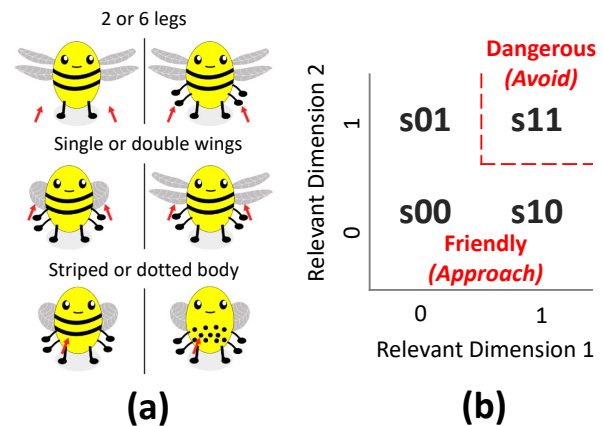 2 or 6 legs
Single or double wings
Striped or dotted body
(a)
Dangerous
(Avoid)
Relevant Dimension 2
1
0
s01
s11
s00
s10
Friendly
(Approach)
0
1
Relevant Dimension 1
(b)